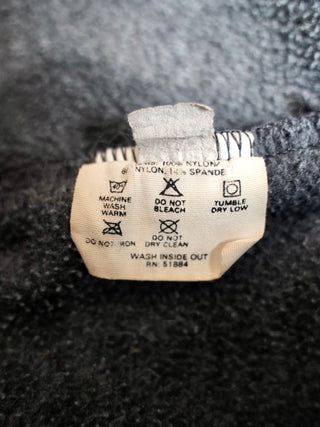 100% NYLON/
NYLON, 14% SPANDE
MACHINE WASH WARM
DO NOT BLEACH
TUMBLE DRY LOW
DO NOT IRON
DO NOT DRY CLEAN
WASH INSIDE OUT
RN: 51884